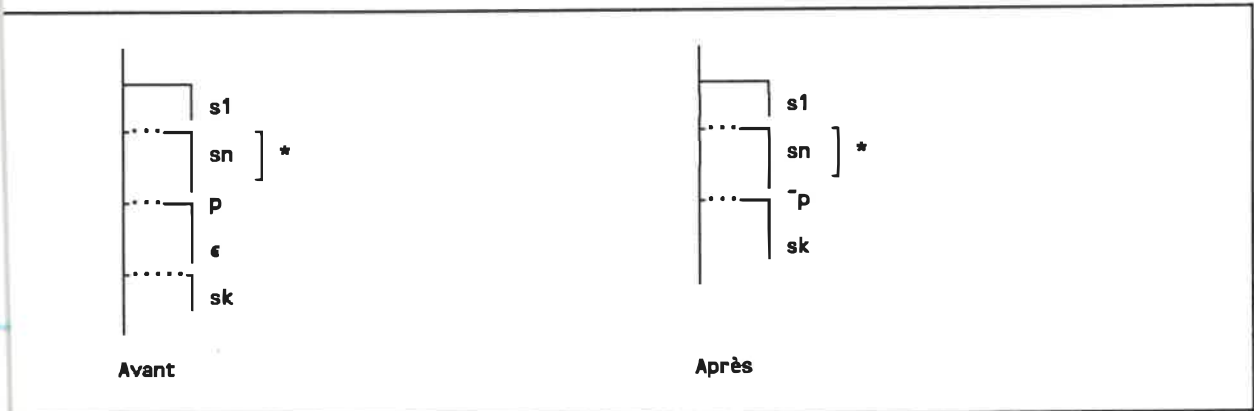 s1
sn ] *
p
ϵ
sk
Avant
s1
sn ] *
¯p
sk
Après